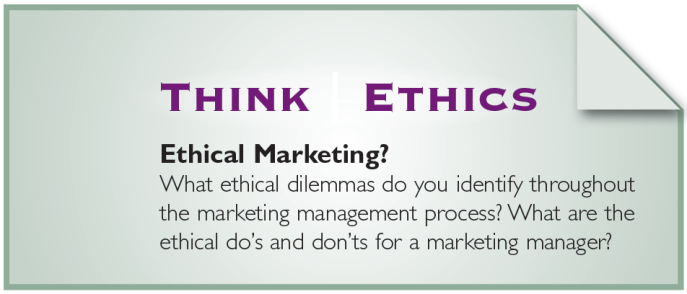 THINK ETHICS
Ethical Marketing?
What ethical dilemmas do you identify throughout
the marketing management process? What are the
ethical do's and don'ts for a marketing manager?